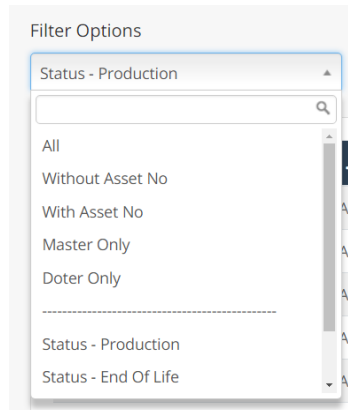 Filter Options
Status - Production
All
Without Asset No
With Asset No
Master Only
Doter Only
------------------------------------------------
Status - Production
Status - End Of Life